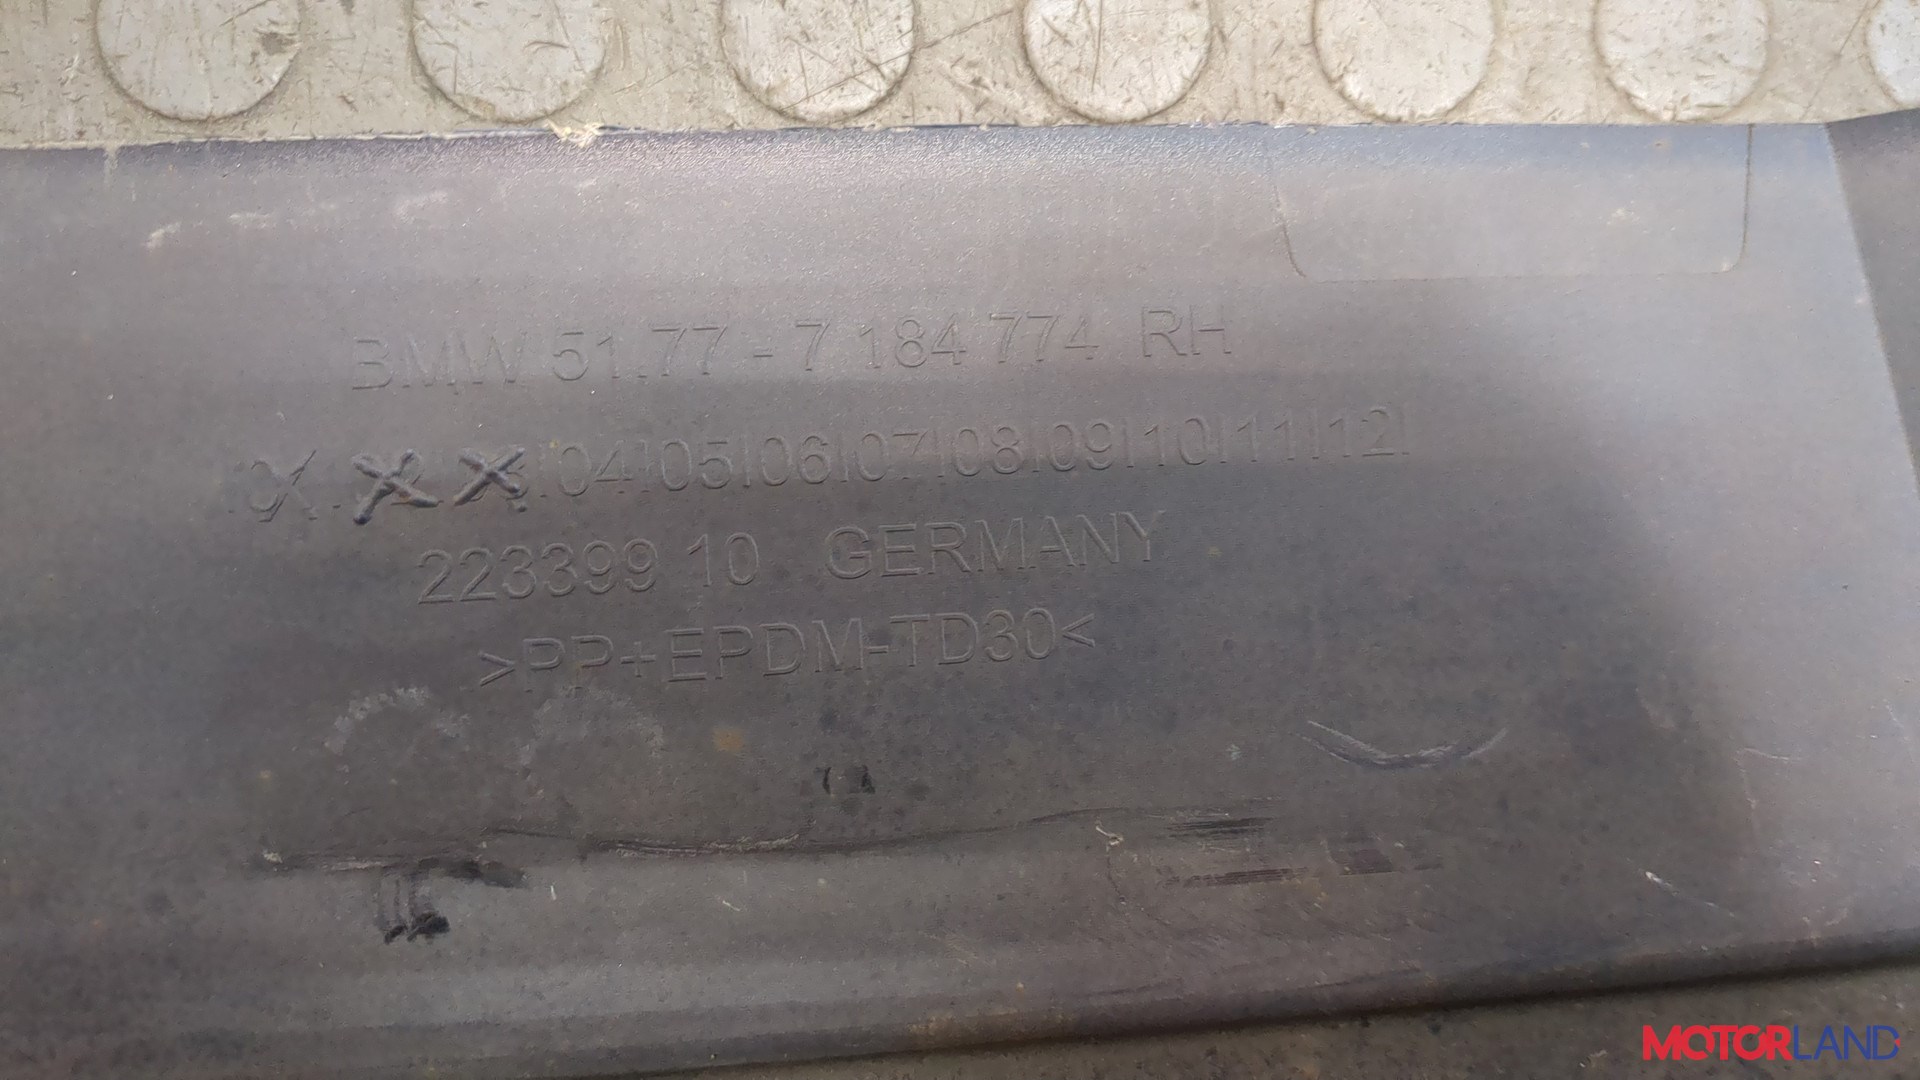 BMW 51.77 - 7 184 774 RH
|04|05|06|07|08|09|10|11|12|
223399 10 GERMANY
>PP+EPDM-TD30<
MOTORLAND